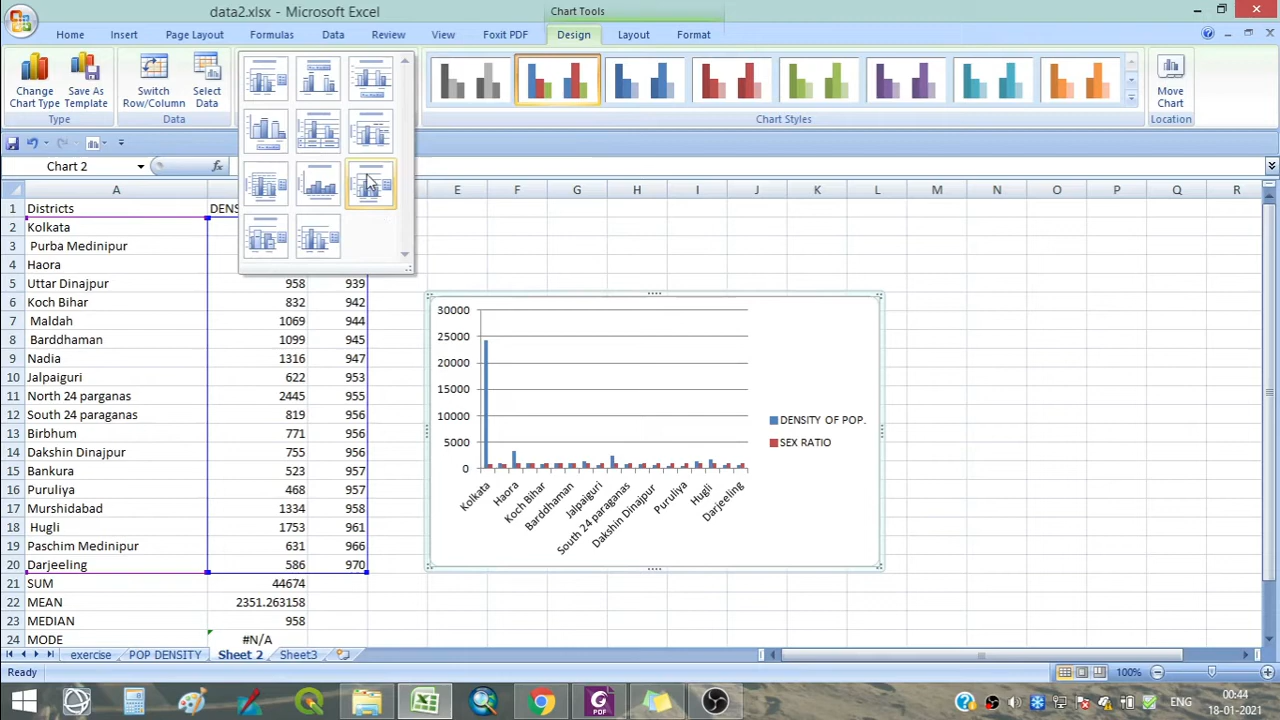 data2.xlsx - Microsoft Excel
Chart Tools
Home Insert Page Layout Formulas Data Review View Foxit PDF Design Layout Format
Change Chart Type
Save As Template
Switch Row/Column
Select Data
Move Chart
Type
Data
Chart Styles
Location
Chart 2
fx
A E F G H I J K L M N O P Q R
1 Districts DENS
2 Kolkata
3 Purba Medinipur
4 Haora
5 Uttar Dinajpur 958 939
6 Koch Bihar 832 942
7 Maldah 1069 944
8 Barddhaman 1099 945
9 Nadia 1316 947
10 Jalpaiguri 622 953
11 North 24 parganas 2445 955
12 South 24 paraganas 819 956
13 Birbhum 771 956
14 Dakshin Dinajpur 755 956
15 Bankura 523 957
16 Puruliya 468 957
17 Murshidabad 1334 958
18 Hugli 1753 961
19 Paschim Medinipur 631 966
20 Darjeeling 586 970
21 SUM 44674
22 MEAN 2351.263158
23 MEDIAN 958
24 MODE #N/A
30000
25000
20000
15000
10000
5000
0
Kolkata
Haora
Koch Bihar
Barddhaman
Jalpaiguri
South 24 paraganas
Dakshin Dinajpur
Puruliya
Hugli
Darjeeling
DENSITY OF POP.
SEX RATIO
exercise POP DENSITY Sheet 2 Sheet3
Ready
100%
PDF
ENG
00:44
18-01-2021